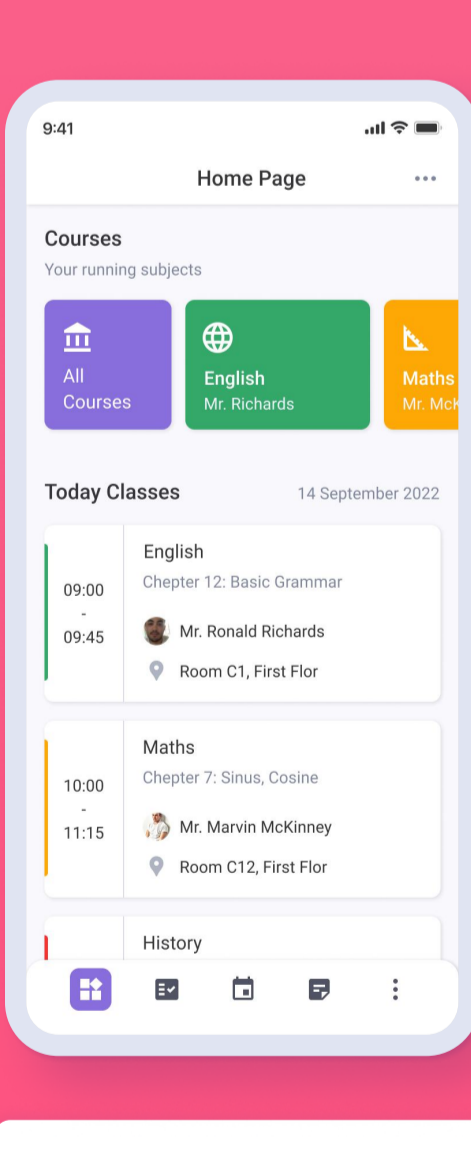 9:41
Home Page
Courses
Your running subjects
All
Courses
English
Mr. Richards
Maths
Mr. McK
Today Classes
14 September 2022
09:00
-
09:45
English
Chepter 12: Basic Grammar
Mr. Ronald Richards
Room C1, First Flor
10:00
-
11:15
Maths
Chepter 7: Sinus, Cosine
Mr. Marvin McKinney
Room C12, First Flor
History